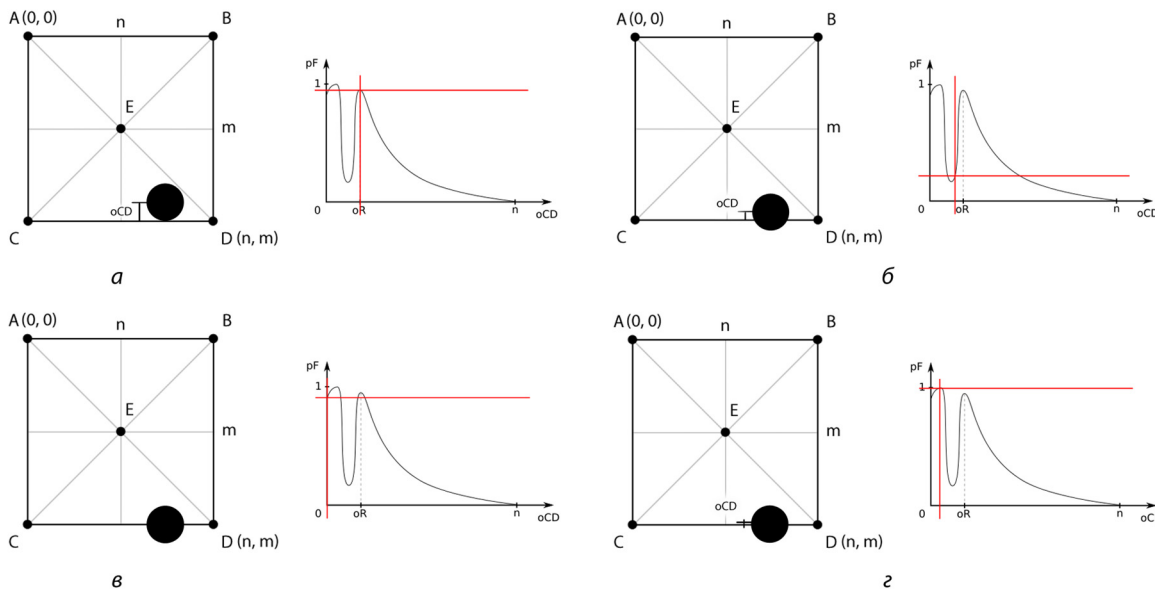 A (0, 0) n B
E
m
oCD
C D (n, m)
pF
1
0 oR n oCD
а
A (0, 0) n B
E
m
oCD
C D (n, m)
pF
1
0 oR n oCD
б
A (0, 0) n B
E
m
C D (n, m)
pF
1
0 oR n oCD
в
A (0, 0) n B
E
m
oCD
C D (n, m)
pF
1
0 oR n oCD
г